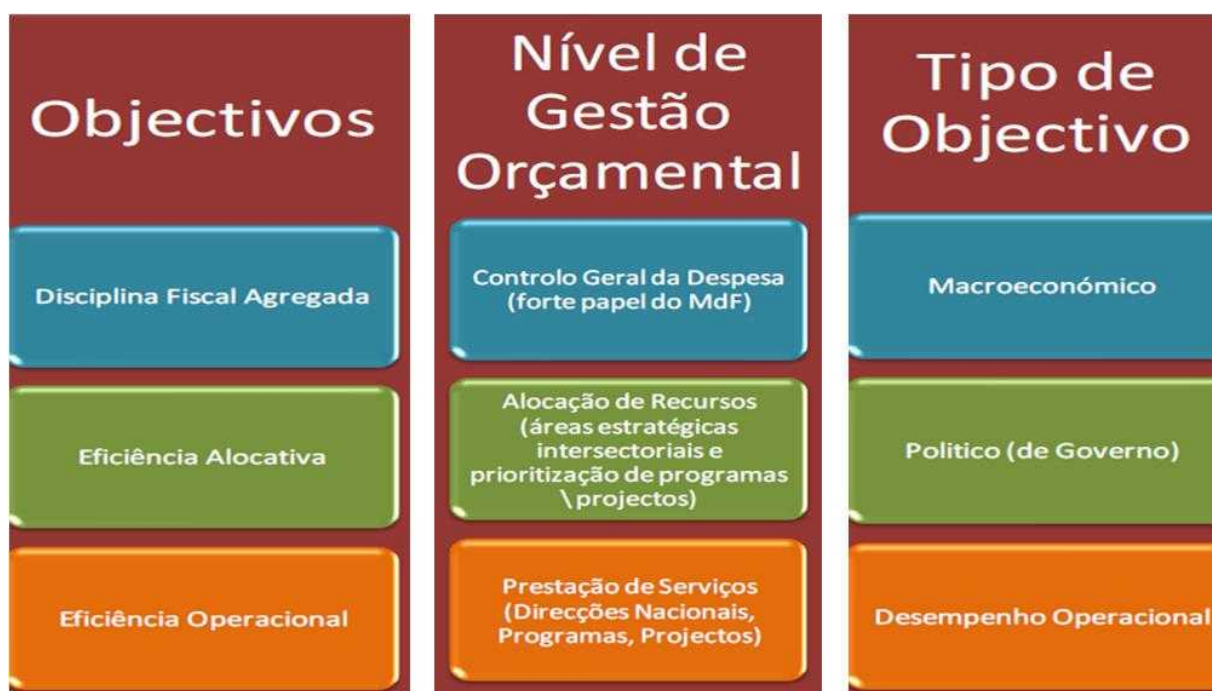 Objectivos
Disciplina Fiscal Agregada
Eficiência Alocativa
Eficiência Operacional
Nível de
Gestão
Orçamental
Controlo Geral da Despesa
(forte papel do MdF)
Alocação de Recursos
(áreas estratégicas
intersectoriais e
prioritização de programas
\ projectos)
Prestação de Serviços
(Direcções Nacionais,
Programas, Projectos)
Tipo de
Objectivo
Macroeconómico
Politico (de Governo)
Desempenho Operacional